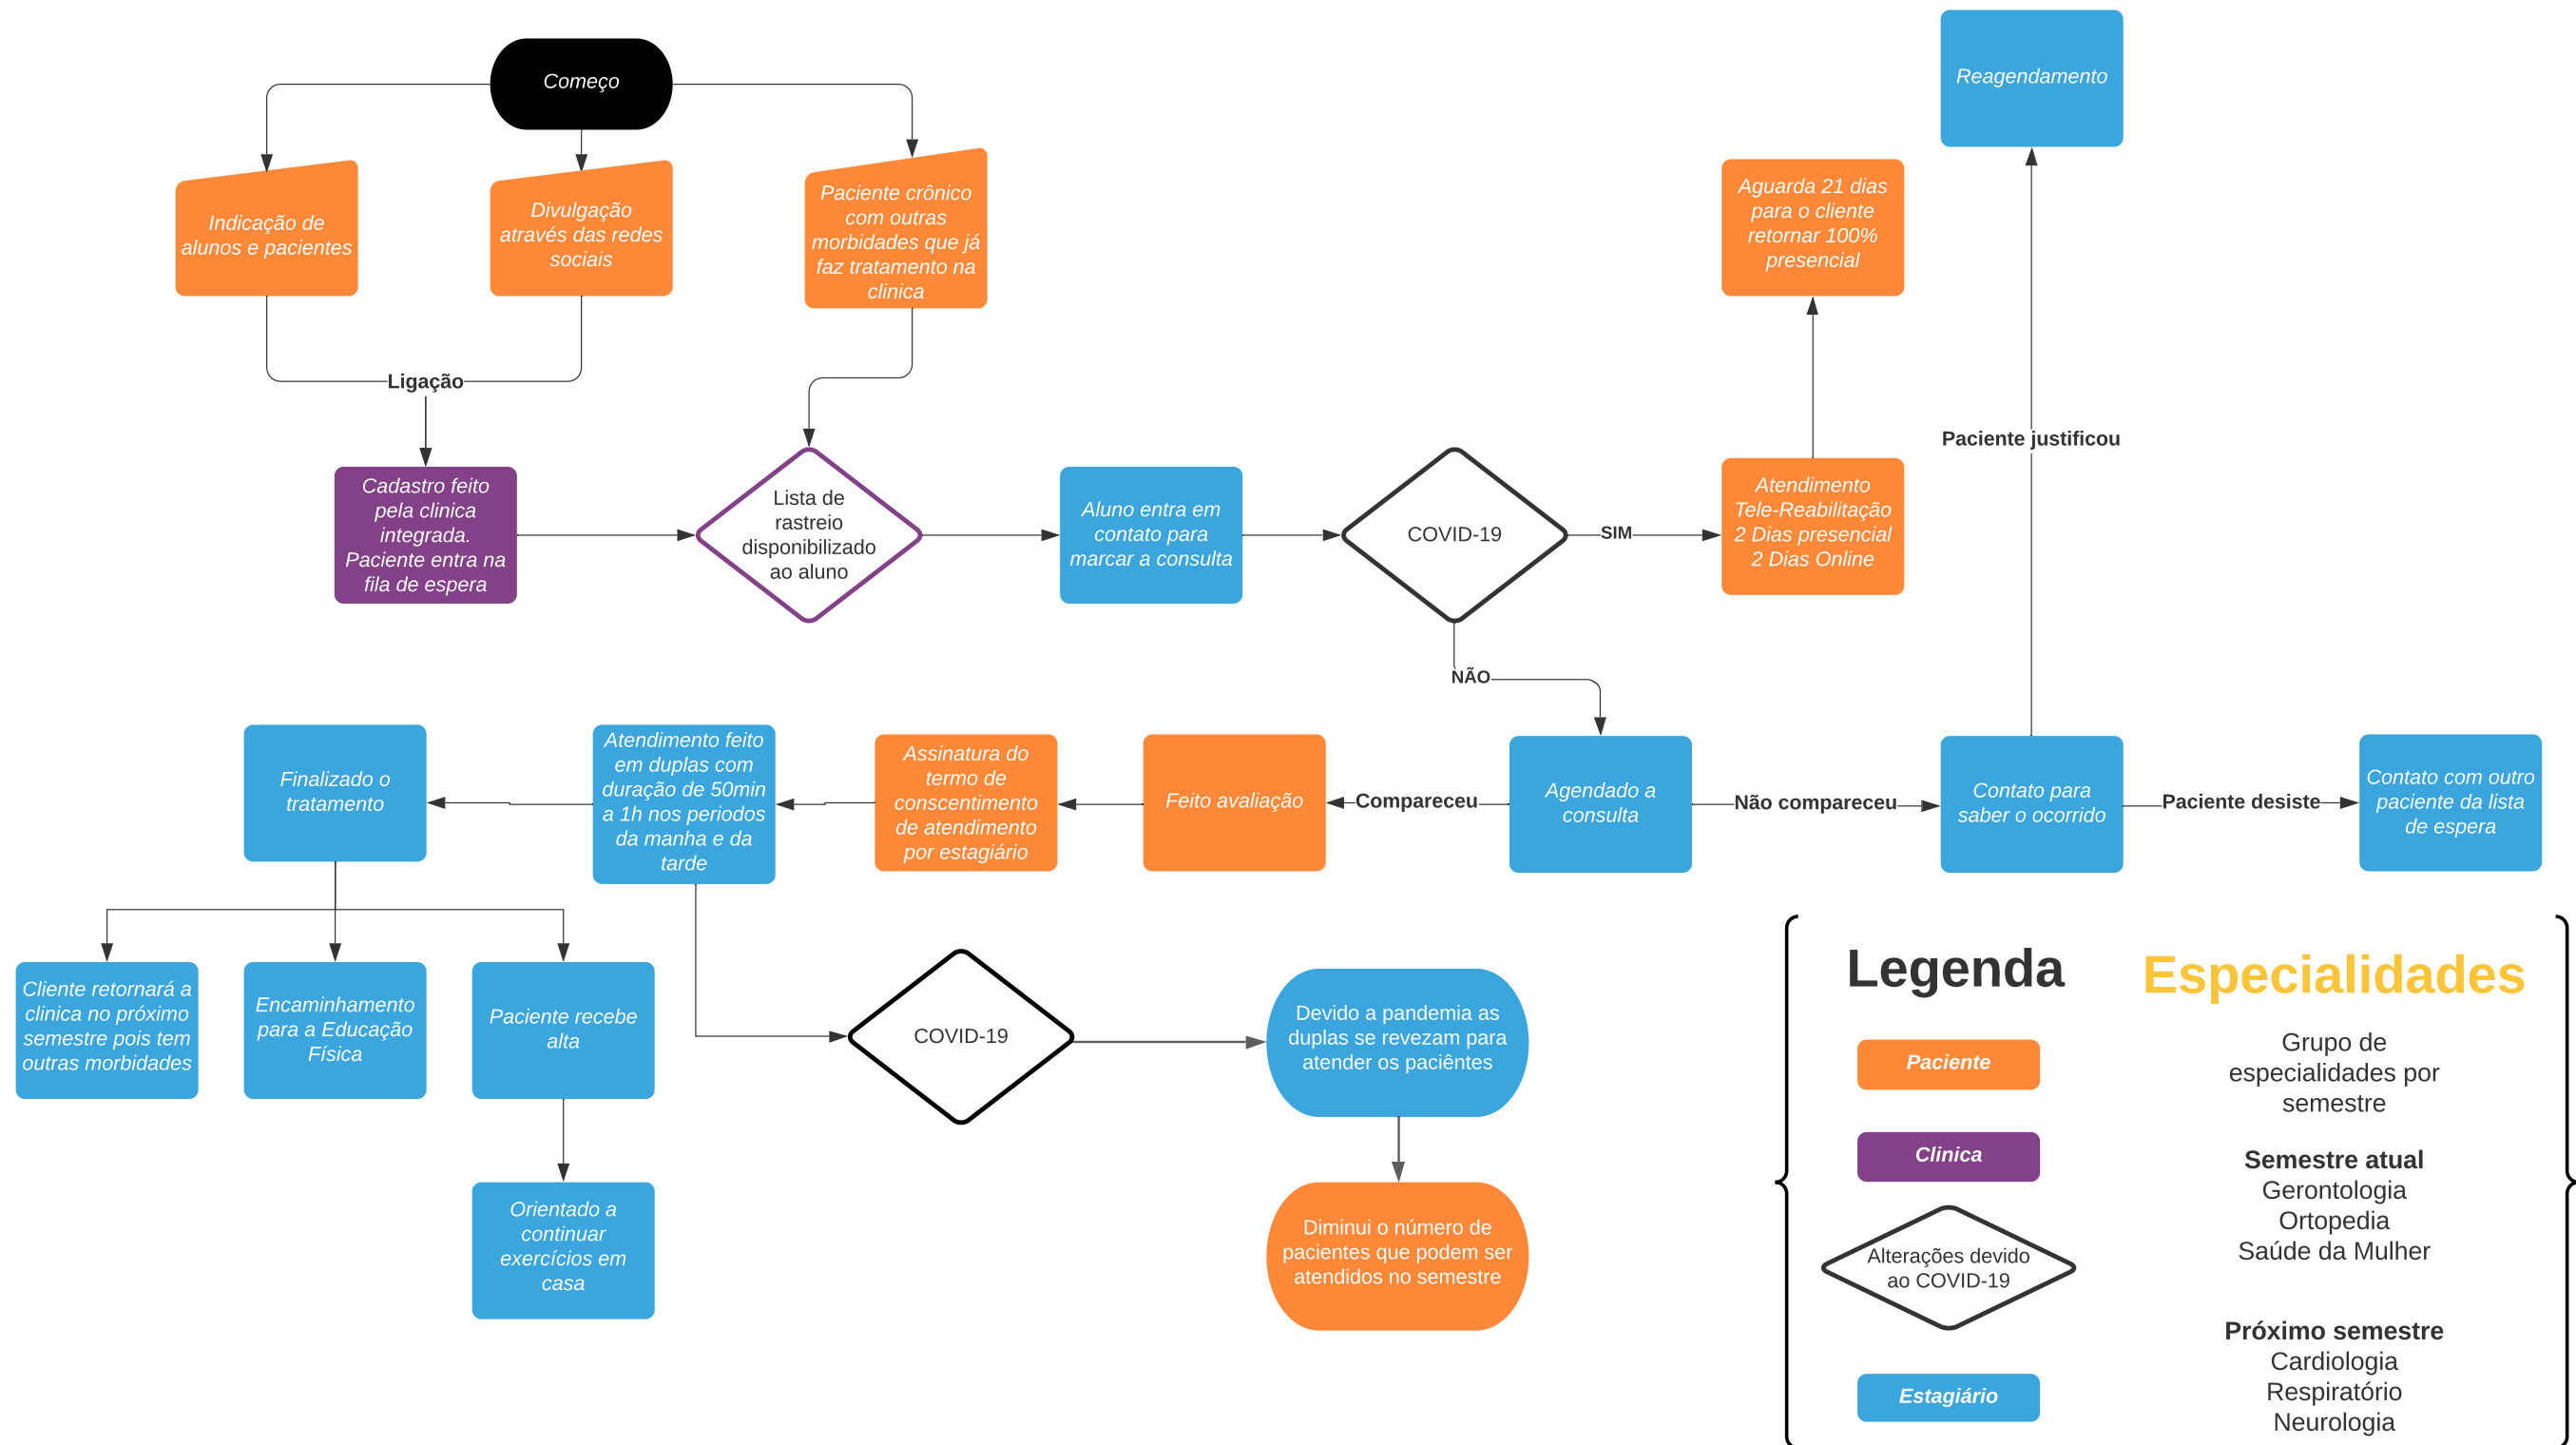 Começo
Reagendamento
Indicação de
alunos e pacientes
Divulgação
através das redes
sociais
Paciente crônico
com outras
morbidades que já
faz tratamento na
clinica
Aguarda 21 dias
para o cliente
retornar 100%
presencial
Ligação
Paciente justificou
Cadastro feito
pela clinica
integrada.
Paciente entra na
fila de espera
Lista de
rastreio
disponibilizado
ao aluno
Aluno entra em
contato para
marcar a consulta
COVID-19
SIM
Atendimento
Tele-Reabilitação
2 Dias presencial
2 Dias Online
NÃO
Finalizado o
tratamento
Atendimento feito
em duplas com
duração de 50min
a 1h nos periodos
da manha e da
tarde
Assinatura do
termo de
conscentimento
de atendimento
por estagiário
Feito avaliação
Compareceu
Agendado a
consulta
Não compareceu
Contato para
saber o ocorrido
Paciente desiste
Contato com outro
paciente da lista
de espera
Cliente retornará a
clinica no próximo
semestre pois tem
outras morbidades
Encaminhamento
para a Educação
Física
Paciente recebe
alta
COVID-19
Devido a pandemia as
duplas se revezam para
atender os paciêntes
Orientado a
continuar
exercícios em
casa
Diminui o número de
pacientes que podem ser
atendidos no semestre
Legenda
Paciente
Clinica
Alterações devido
ao COVID-19
Estagiário
Especialidades
Grupo de
especialidades por
semestre
Semestre atual
Gerontologia
Ortopedia
Saúde da Mulher
Próximo semestre
Cardiologia
Respiratório
Neurologia